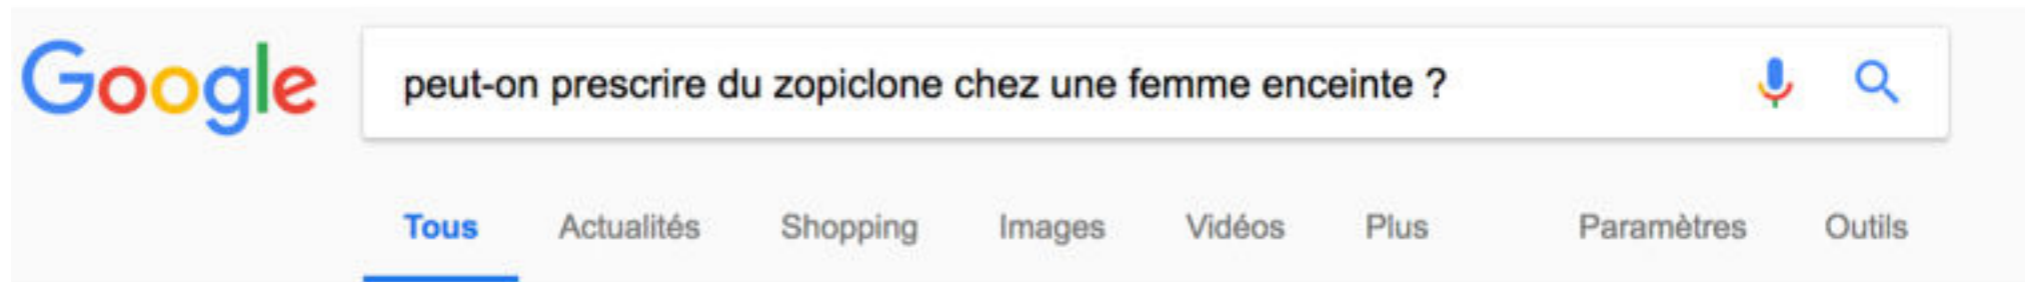 Google
peut-on prescrire du zopiclone chez une femme enceinte ?
Tous Actualités Shopping Images Vidéos Plus Paramètres Outils